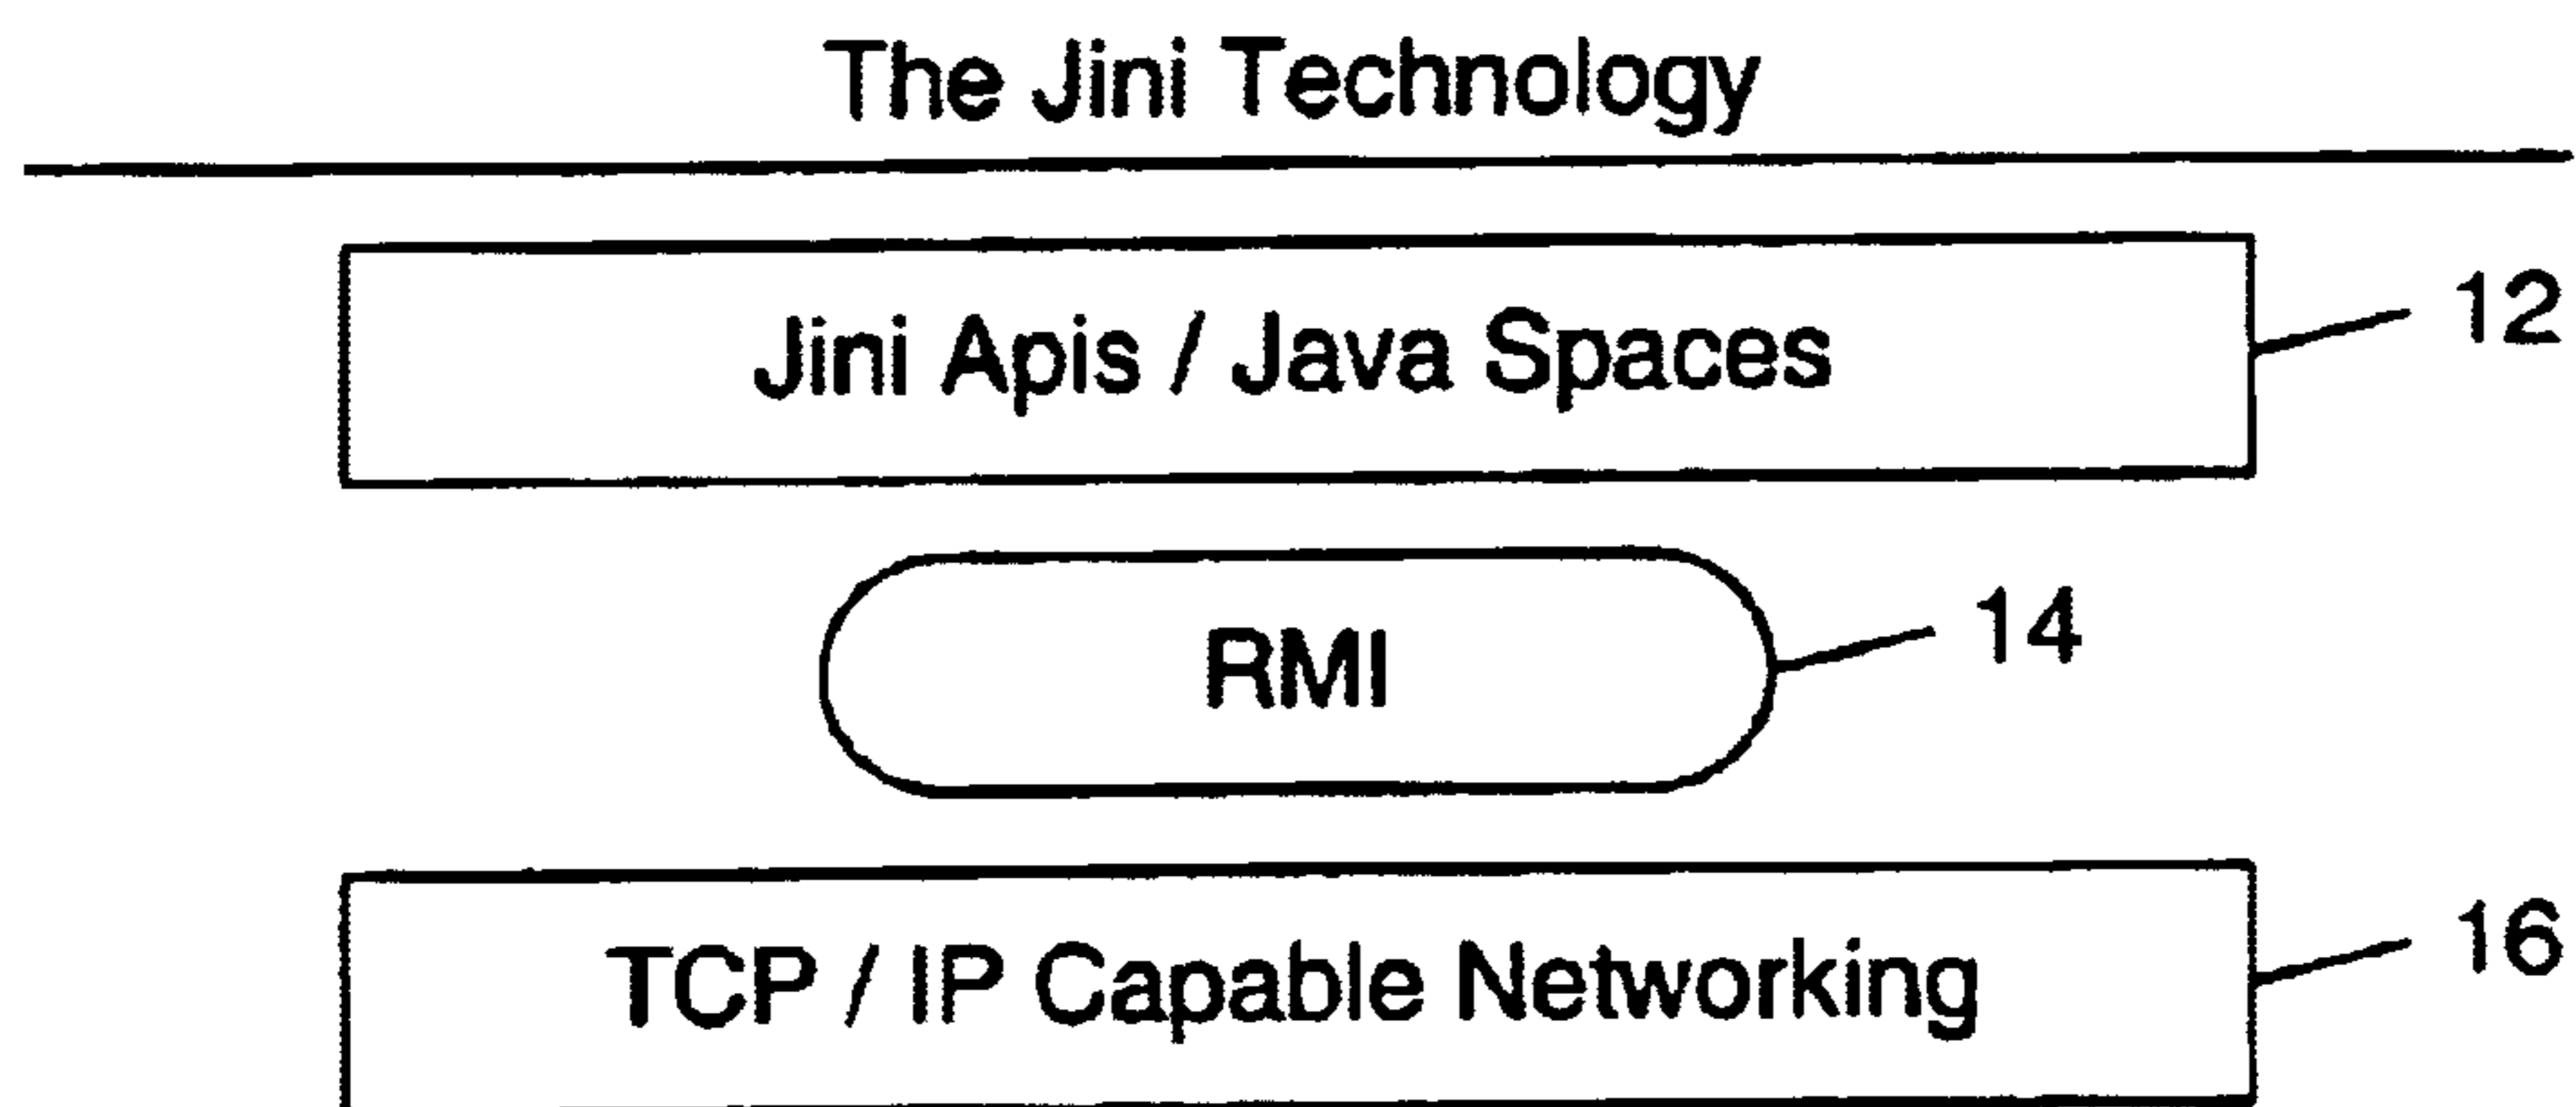 The Jini Technology
Jini Apis / Java Spaces
12
RMI
14
TCP / IP Capable Networking
16